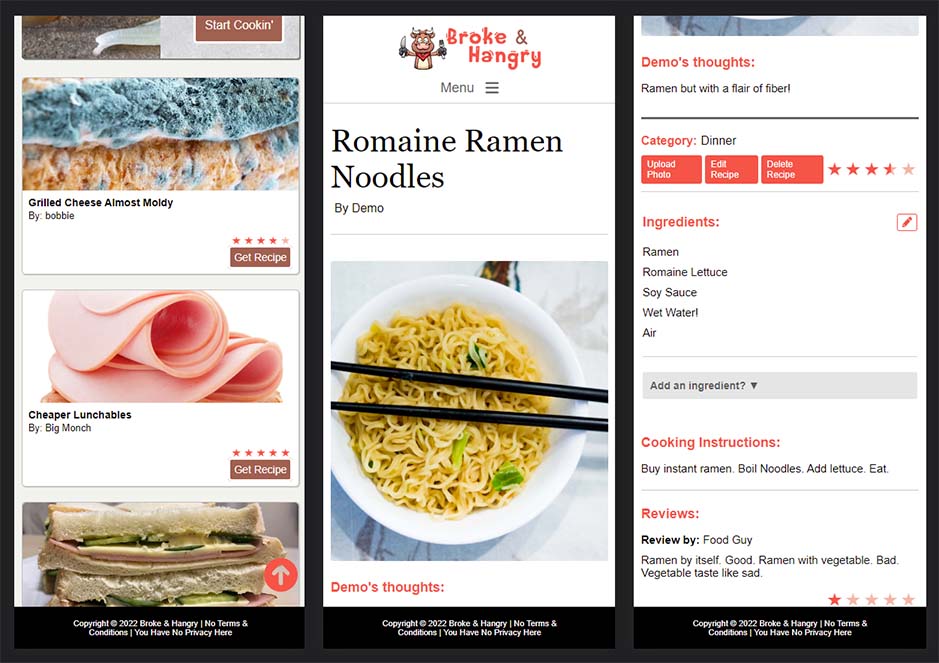 Start Cookin'
Grilled Cheese Almost Moldy
By: bobbie
Get Recipe
Cheaper Lunchables
By: Big Monch
Get Recipe
Copyright © 2022 Broke & Hangry | No Terms &
Conditions | You Have No Privacy Here
Broke &
Hangry
Menu
Romaine Ramen
Noodles
By Demo
Demo's thoughts:
Copyright © 2022 Broke & Hangry | No Terms &
Conditions | You Have No Privacy Here
Demo's thoughts:
Ramen but with a flair of fiber!
Category: Dinner
Upload
Photo
Edit
Recipe
Delete
Recipe
Ingredients:
Ramen
Romaine Lettuce
Soy Sauce
Wet Water!
Air
Add an ingredient? ▼
Cooking Instructions:
Buy instant ramen. Boil Noodles. Add lettuce. Eat.
Reviews:
Review by: Food Guy
Ramen by itself. Good. Ramen with vegetable. Bad.
Vegetable taste like sad.
Copyright © 2022 Broke & Hangry | No Terms &
Conditions | You Have No Privacy Here